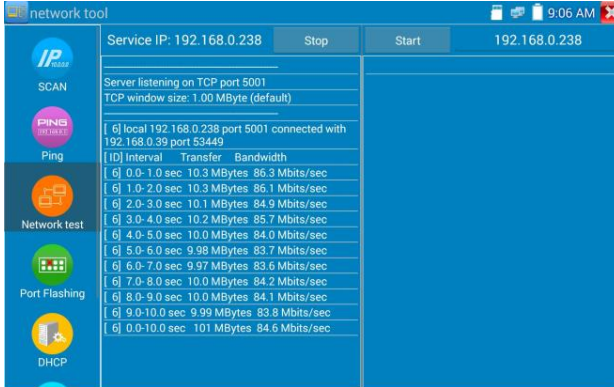 network tool
9:06 AM
Service IP: 192.168.0.238
Stop
Start
192.168.0.238
IP
SCAN
PING
Ping
Network test
Port Flashing
DHCP
Server listening on TCP port 5001
TCP window size: 1.00 MByte (default)
[ 6] local 192.168.0.238 port 5001 connected with
192.168.0.39 port 53449
[ ID] Interval Transfer Bandwidth
[ 6] 0.0- 1.0 sec 10.3 MBytes 86.3 Mbits/sec
[ 6] 1.0- 2.0 sec 10.3 MBytes 86.1 Mbits/sec
[ 6] 2.0- 3.0 sec 10.1 MBytes 84.9 Mbits/sec
[ 6] 3.0- 4.0 sec 10.2 MBytes 85.7 Mbits/sec
[ 6] 4.0- 5.0 sec 10.0 MBytes 84.0 Mbits/sec
[ 6] 5.0- 6.0 sec 9.98 MBytes 83.7 Mbits/sec
[ 6] 6.0- 7.0 sec 9.97 MBytes 83.6 Mbits/sec
[ 6] 7.0- 8.0 sec 10.0 MBytes 84.2 Mbits/sec
[ 6] 8.0- 9.0 sec 10.0 MBytes 84.1 Mbits/sec
[ 6] 9.0-10.0 sec 9.99 MBytes 83.8 Mbits/sec
[ 6] 0.0-10.0 sec 101 MBytes 84.6 Mbits/sec